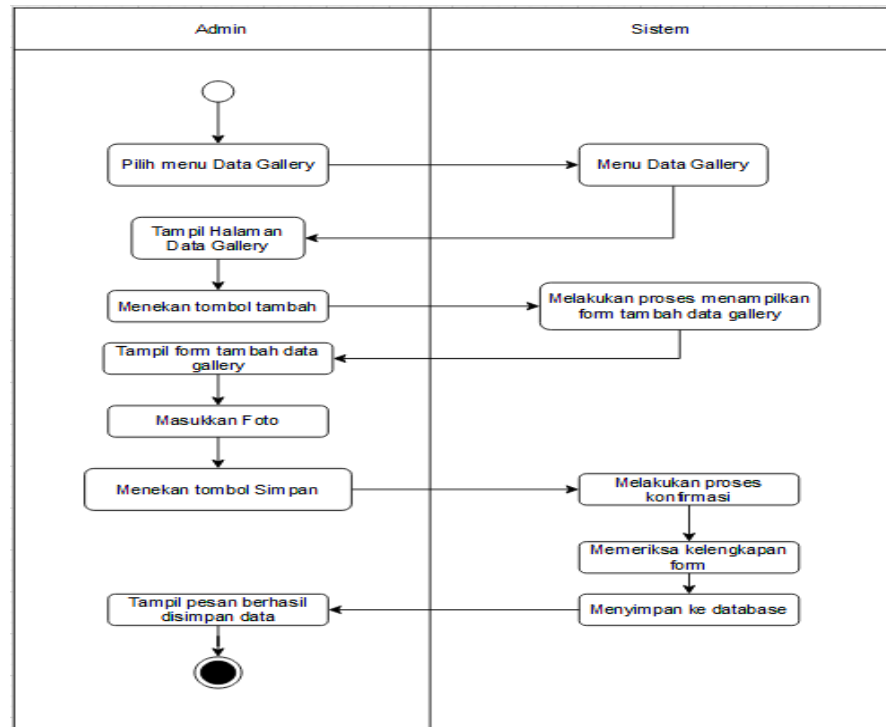 Admin
Sistem
Pilih menu Data Gallery
Menu Data Gallery
Tampil Halaman
Data Gallery
Menekan tombol tambah
Melakukan proses menampilkan
form tambah data gallery
Tampil form tambah data
gallery
Masukkan Foto
Menekan tombol Simpan
Melakukan proses
konfirmasi
Memeriksa kelengkapan
form
Menyimpan ke database
Tampil pesan berhasil
disimpan data